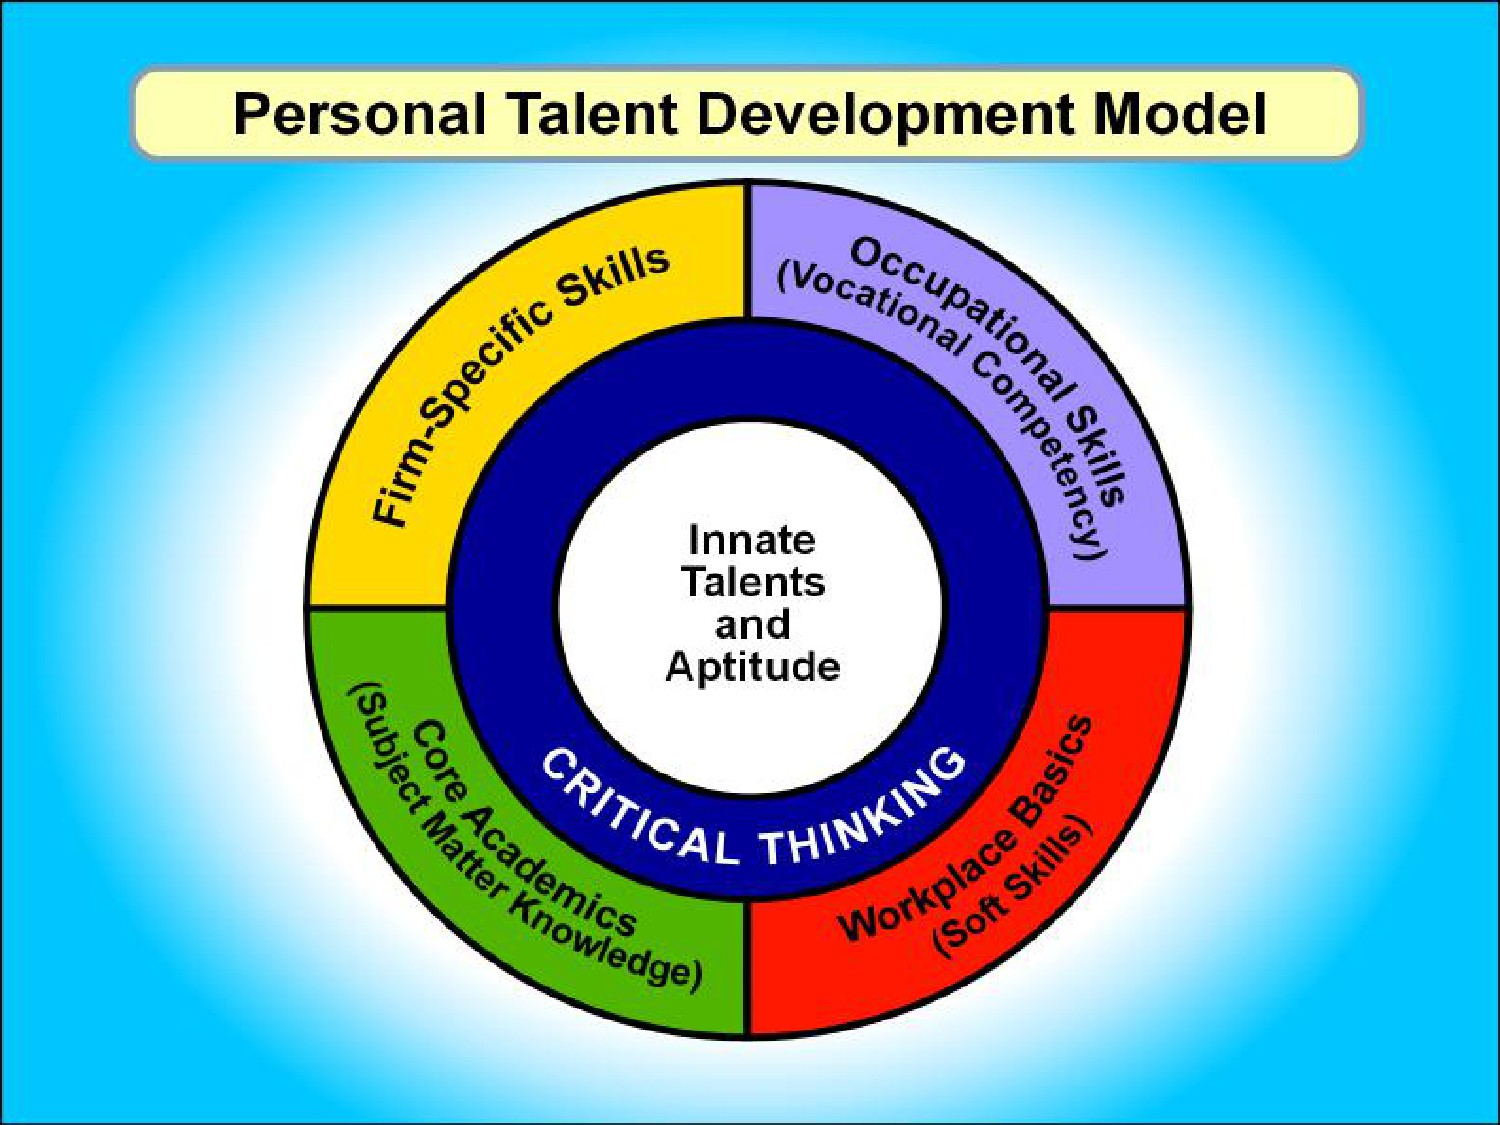 Personal Talent Development Model
Firm-Specific Skills
Occupational Skills
(Vocational Competency)
Innate
Talents
and
Aptitude
CRITICAL THINKING
Core Academics
(Subject Matter Knowledge)
Workplace Basics
(Soft Skills)